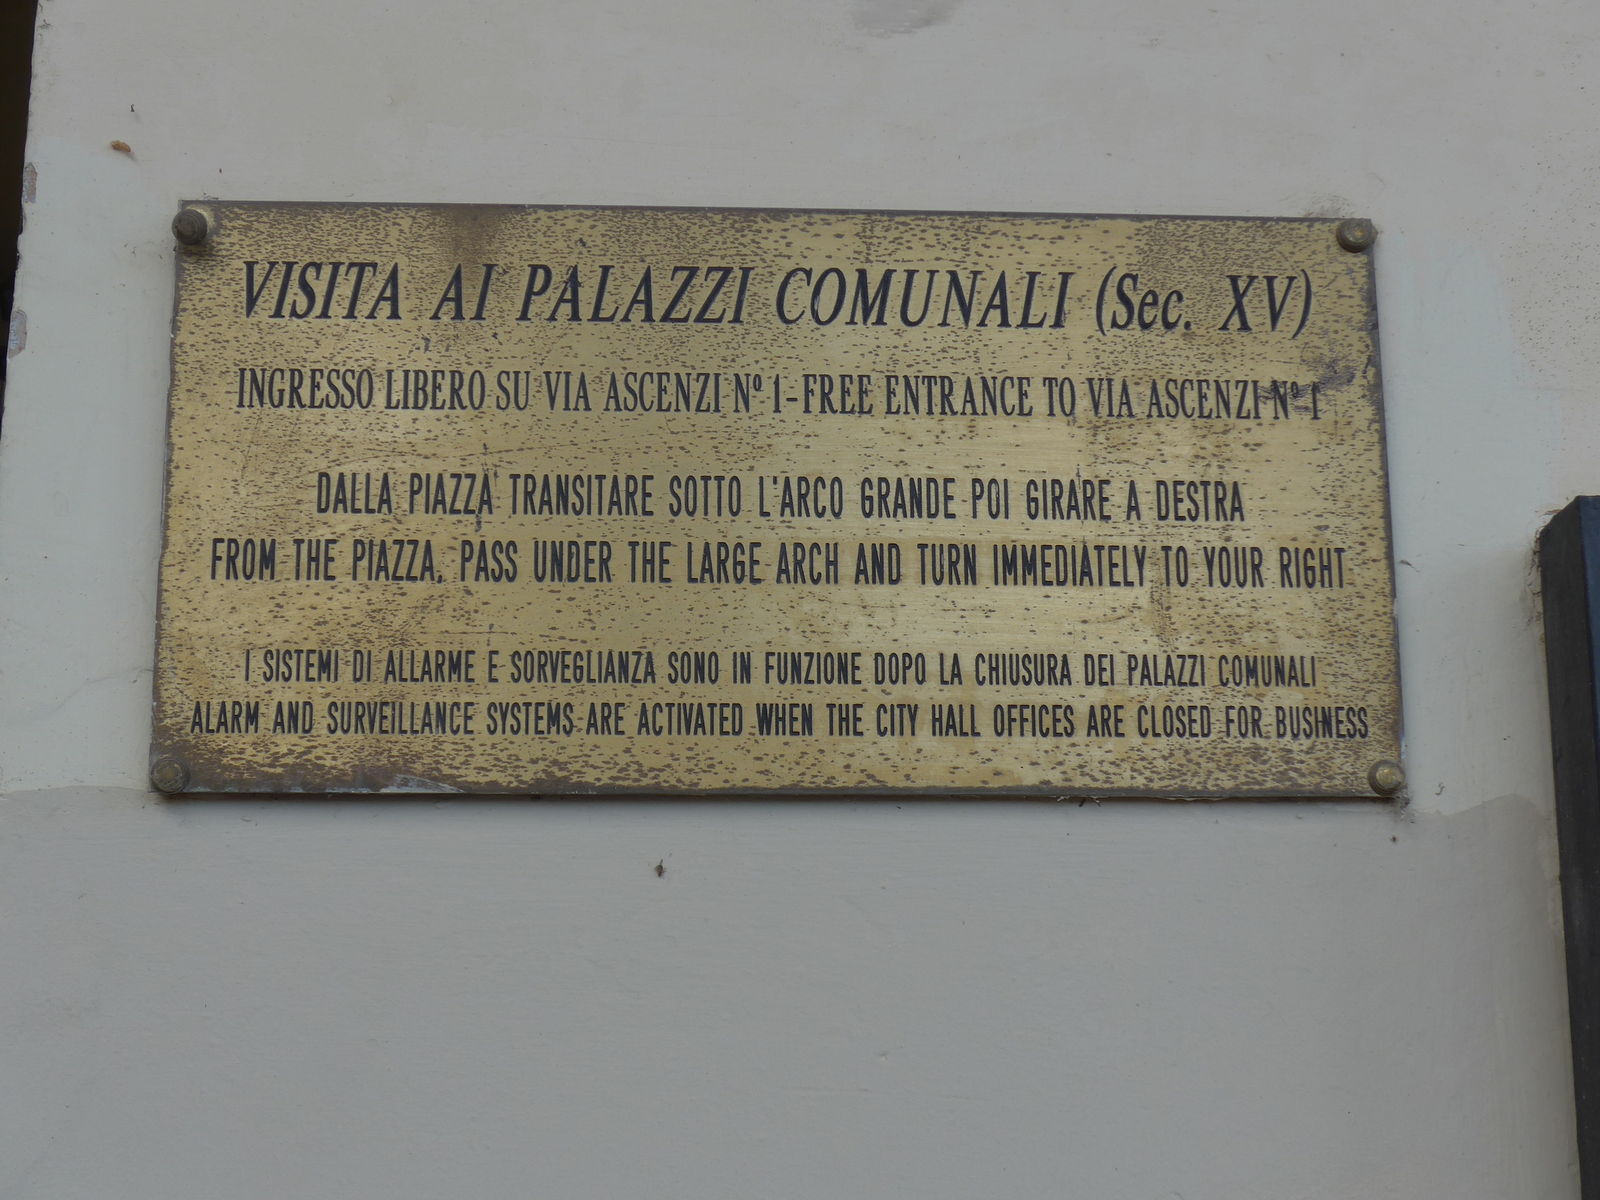 VISITA AI PALAZZI COMUNALI (Sec. XV)
INGRESSO LIBERO SU VIA ASCENZI Nº 1-FREE ENTRANCE TO VIA ASCENZI Nº 1
DALLA PIAZZA TRANSITARE SOTTO L'ARCO GRANDE POI GIRARE A DESTRA
FROM THE PIAZZA, PASS UNDER THE LARGE ARCH AND TURN IMMEDIATELY TO YOUR RIGHT
I SISTEMI DI ALLARME E SORVEGLIANZA SONO IN FUNZIONE DOPO LA CHIUSURA DEI PALAZZI COMUNALI
ALARM AND SURVEILLANCE SYSTEMS ARE ACTIVATED WHEN THE CITY HALL OFFICES ARE CLOSED FOR BUSINESS